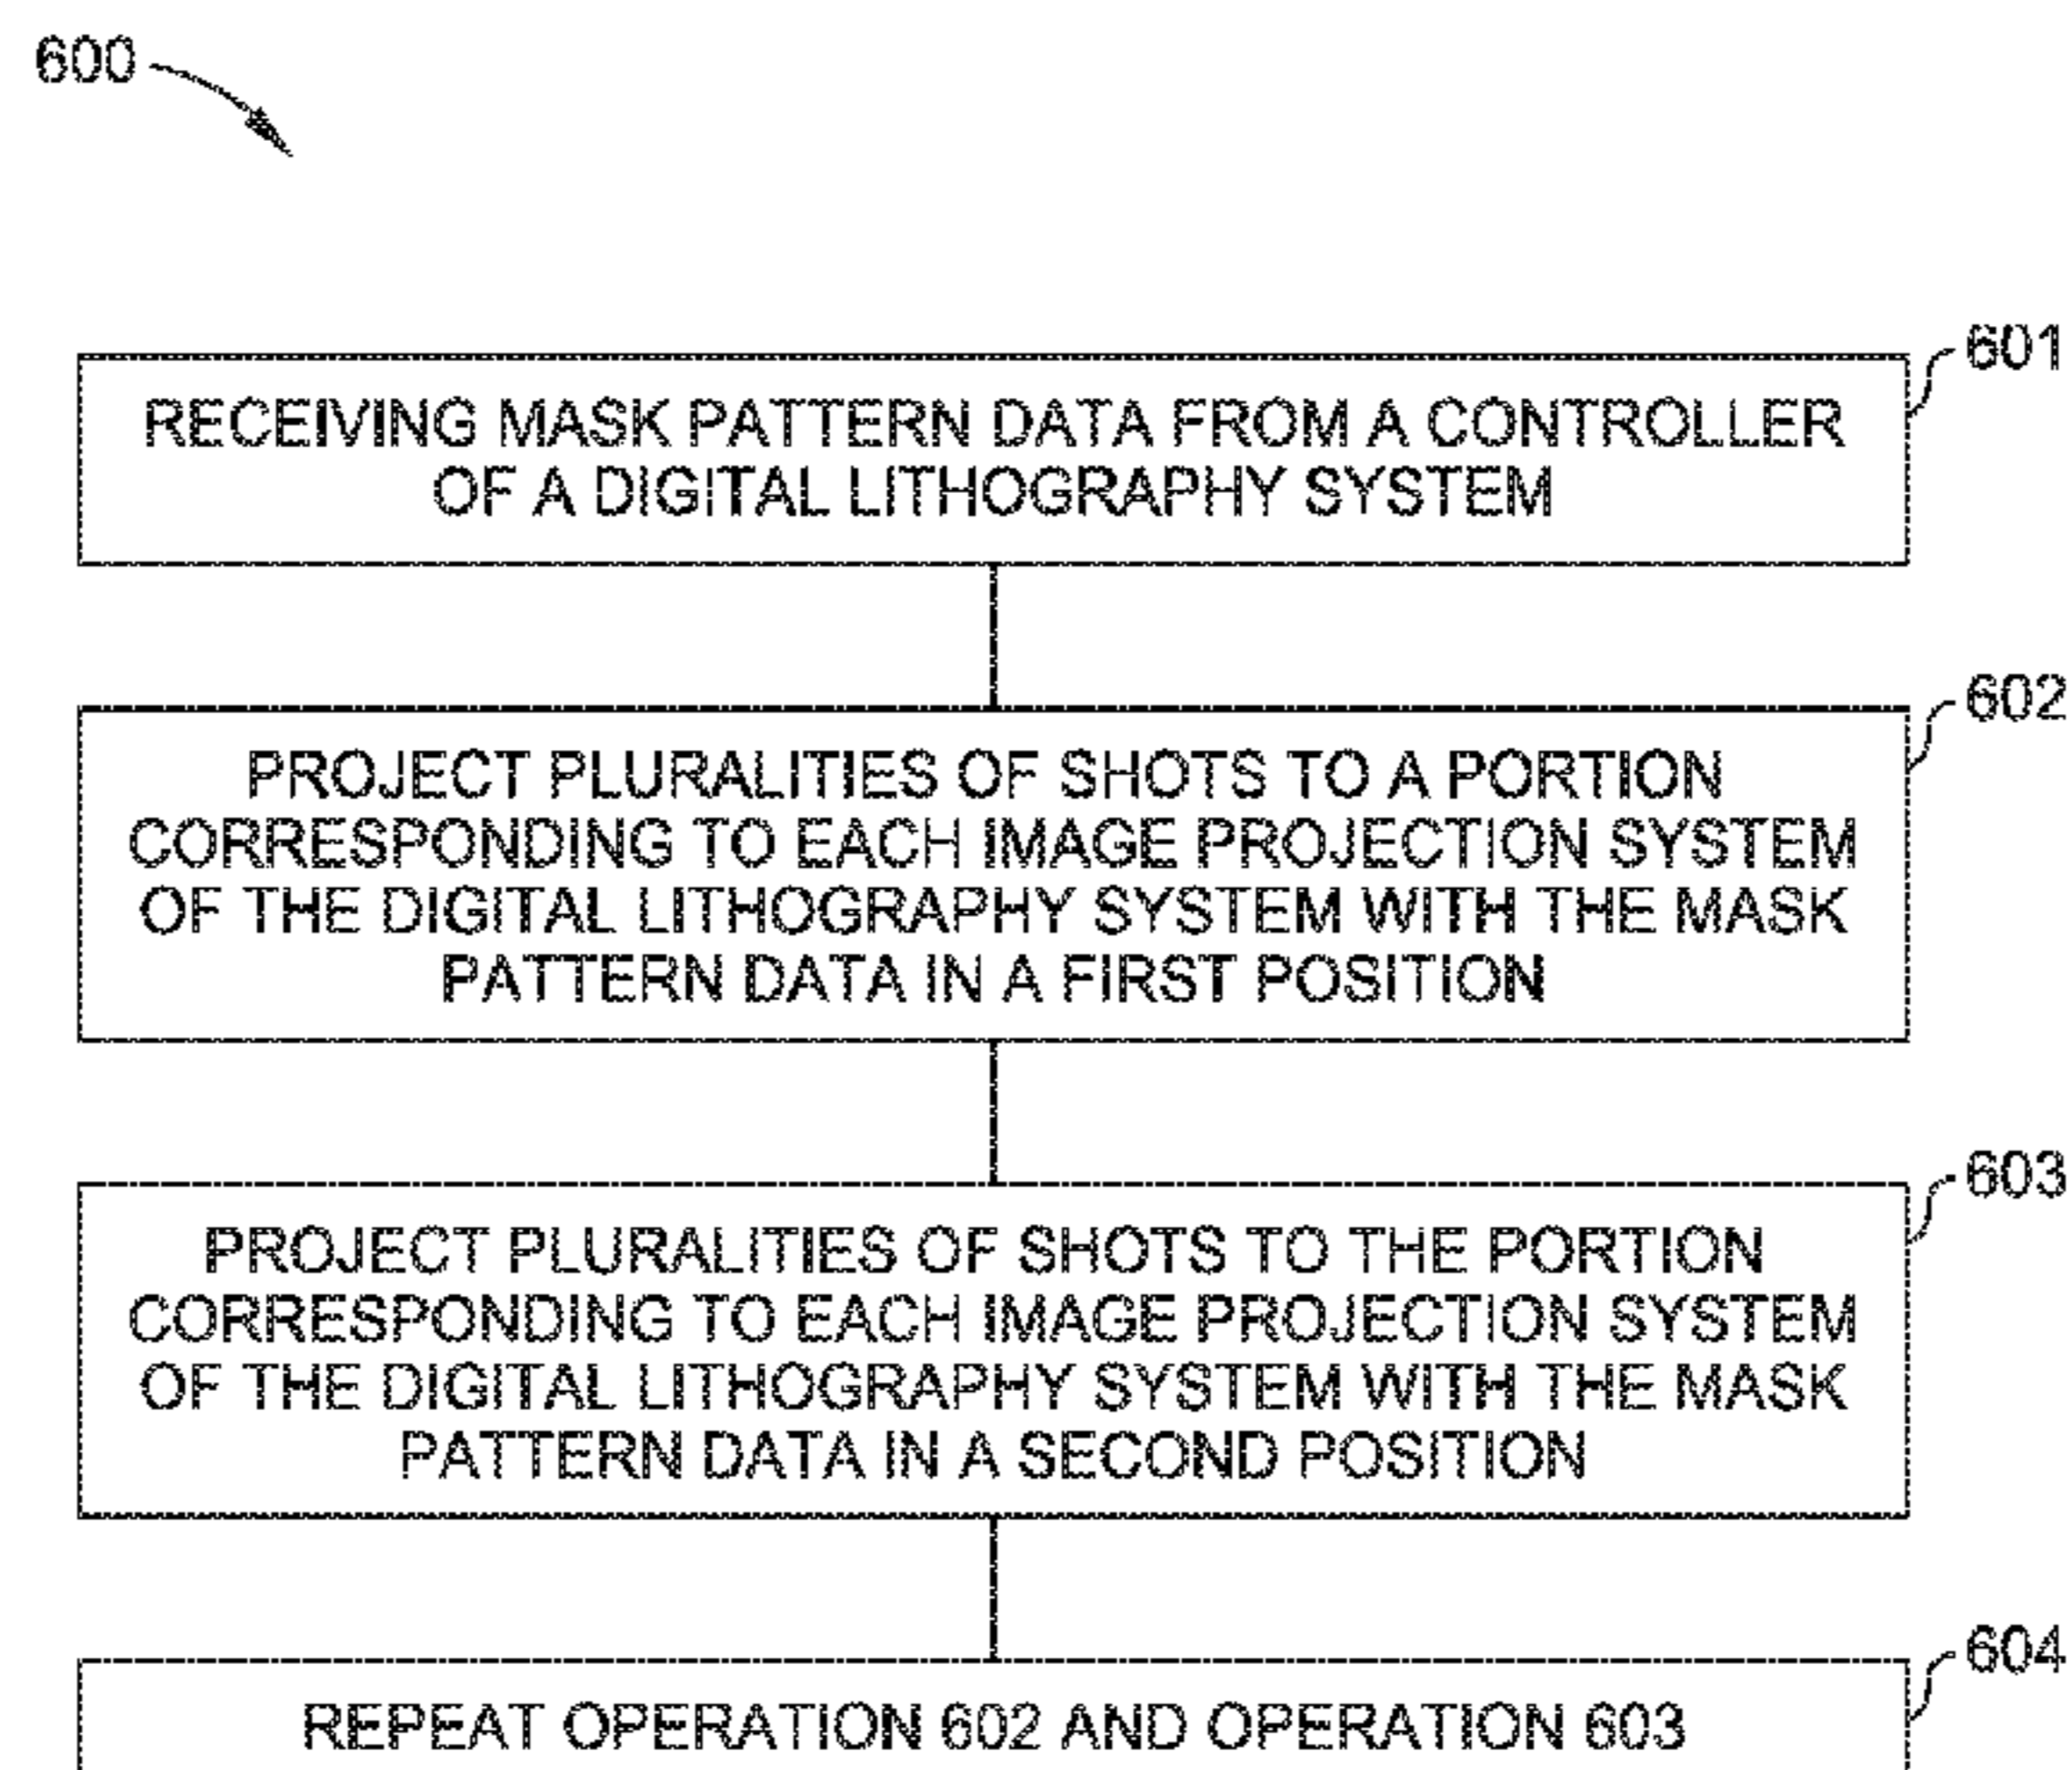 600
601
RECEIVING MASK PATTERN DATA FROM A CONTROLLER
OF A DIGITAL LITHOGRAPHY SYSTEM
602
PROJECT PLURALITIES OF SHOTS TO A PORTION
CORRESPONDING TO EACH IMAGE PROJECTION SYSTEM
OF THE DIGITAL LITHOGRAPHY SYSTEM WITH THE MASK
PATTERN DATA IN A FIRST POSITION
603
PROJECT PLURALITIES OF SHOTS TO THE PORTION
CORRESPONDING TO EACH IMAGE PROJECTION SYSTEM
OF THE DIGITAL LITHOGRAPHY SYSTEM WITH THE MASK
PATTERN DATA IN A SECOND POSITION
604
REPEAT OPERATION 602 AND OPERATION 603